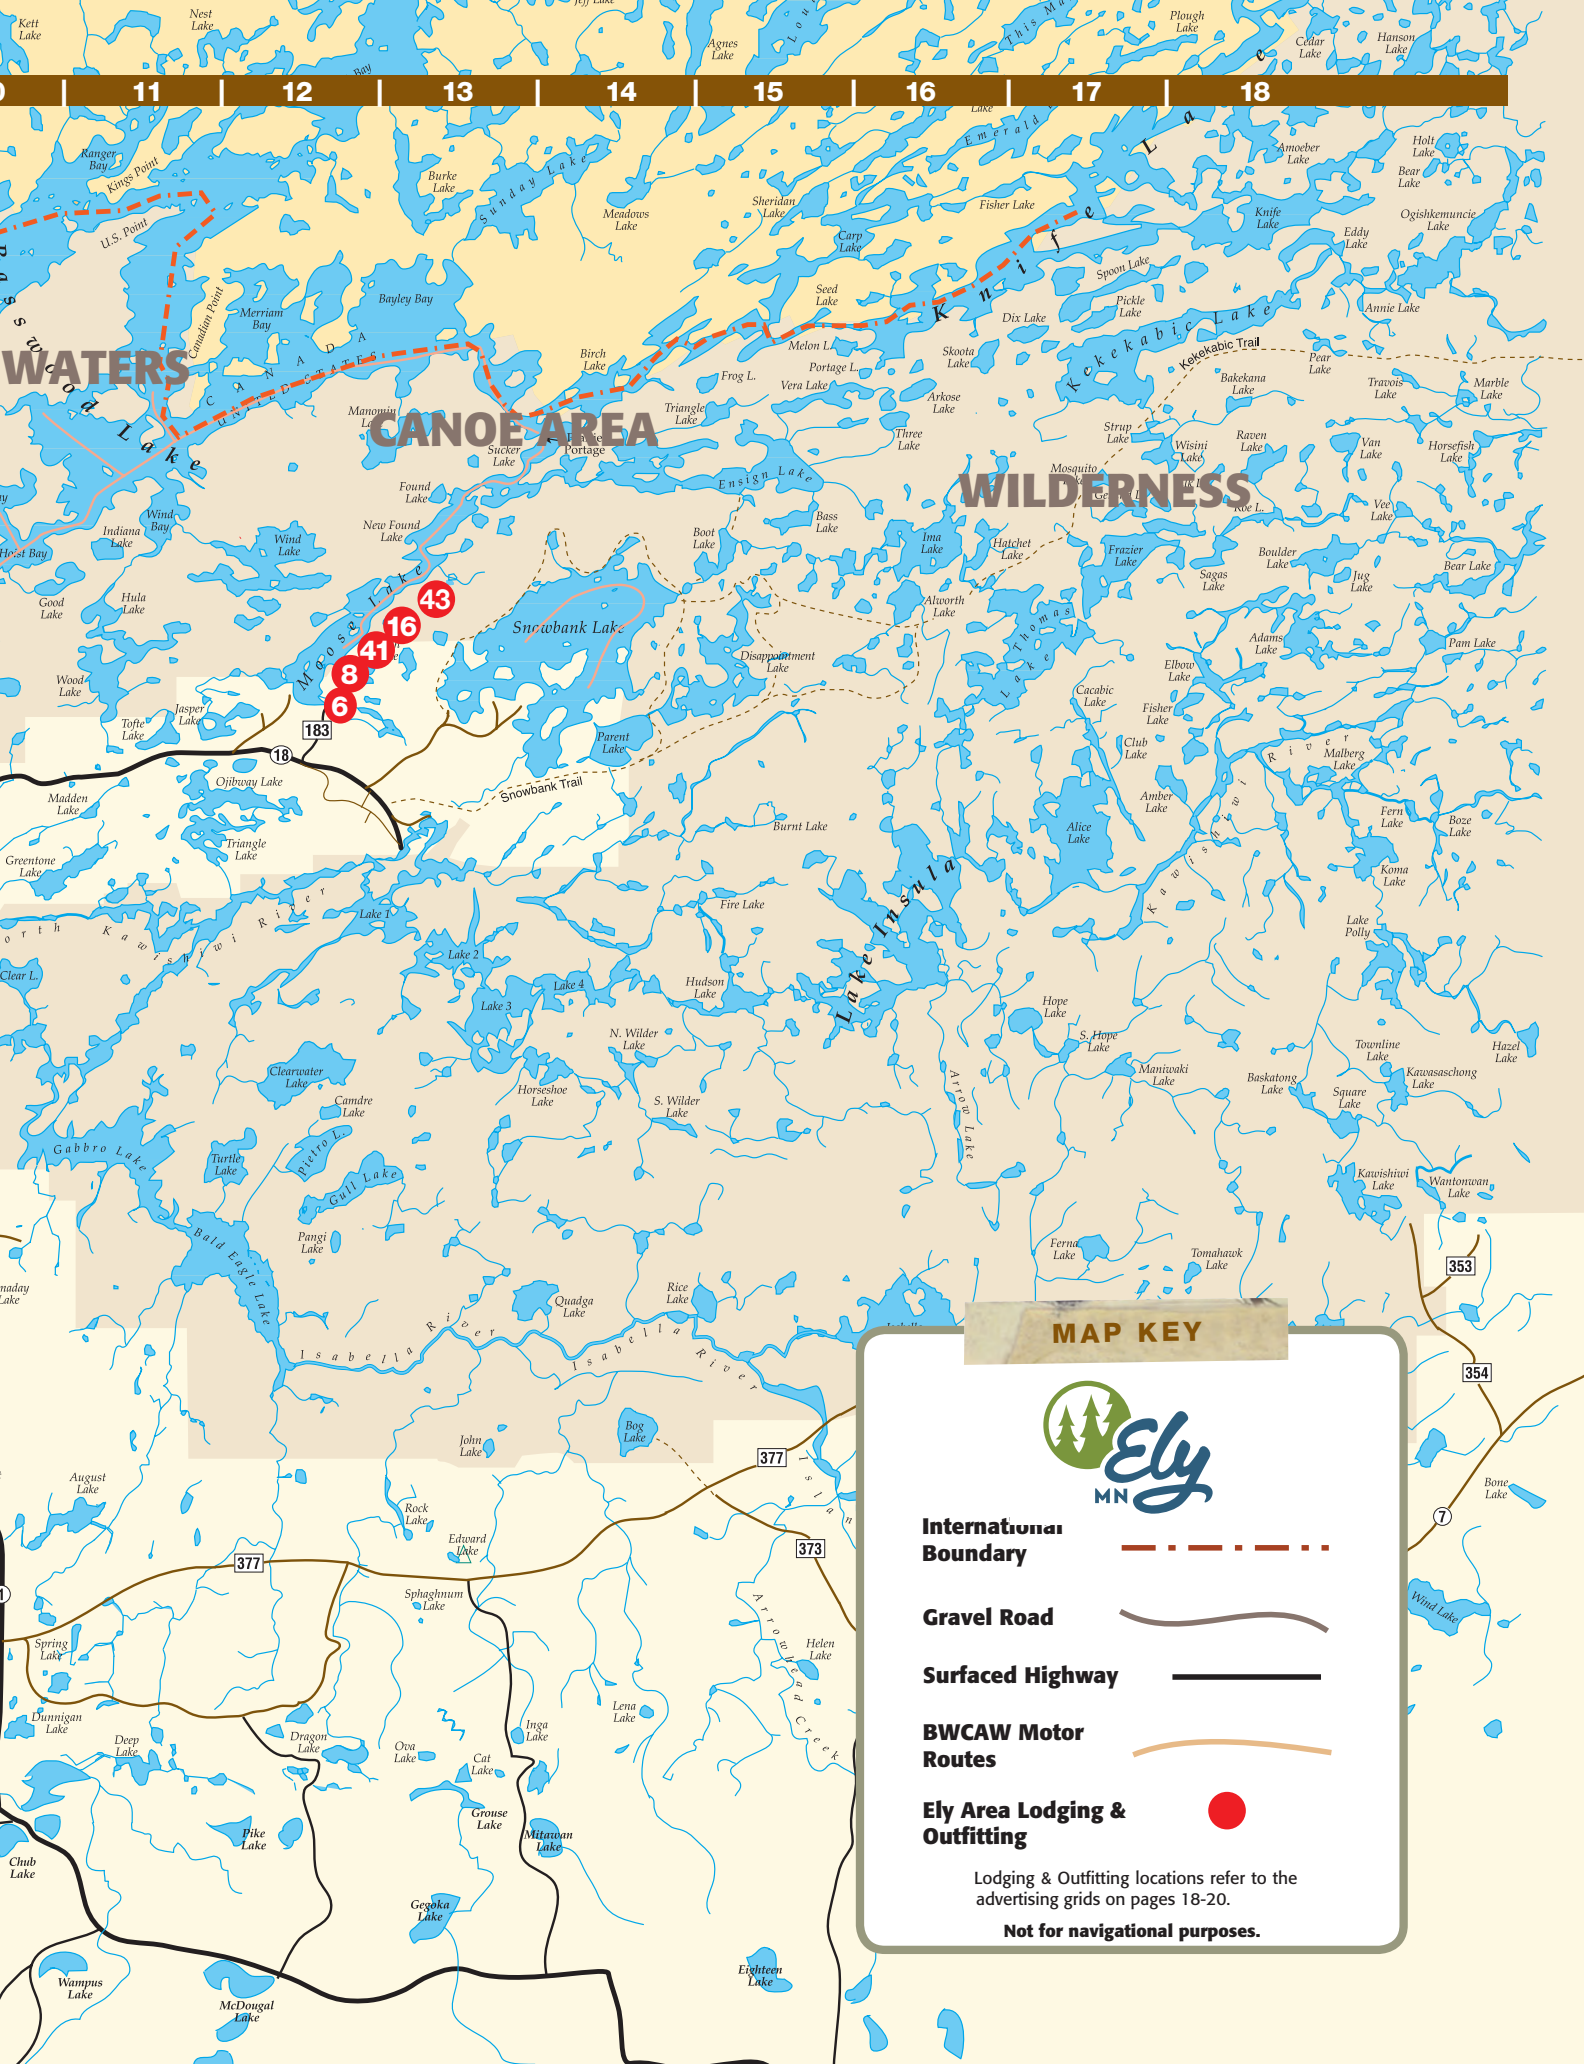 Kett
Lake
Nest
Lake
Agnes
Lake
Lou
This Ma
Plough
Lake
Cedar
Lake
Hanson
Lake
Bay
11
12
13
14
15
16
17
18
Lake
Emerald
Knife Lake
Ranger
Bay
Kings Point
U.S. Point
Burke
Lake
Sunday Lake
Meadows
Lake
Sheridan
Lake
Carp
Lake
Fisher Lake
Amoeber
Lake
Holt
Lake
Bear
Lake
Knife
Lake
Ogishkemuncie
Lake
Eddy
Lake
Spoon Lake
Pickle
Lake
Annie Lake
Canadian Point
Merriam
Bay
Bayley Bay
Seed
Lake
Dix Lake
Kekekabic Lake
Kekekabic Trail
CANADA
UNITED STATES
Birch
Lake
Melon L.
Portage L.
Frog L.
Vera Lake
Skoota
Lake
Pear
Lake
Bakekana
Lake
Travois
Lake
Marble
Lake
WATERS
Basswood Lake
Manomin
CANOE AREA
Sucker
Lake
Portage
Triangle
Lake
Arkose
Lake
Three
Lake
Strup
Lake
Wisini
Lake
Raven
Lake
Van
Lake
Horsefish
Lake
Mosquito
WILDERNESS
Roe L.
Vee
Lake
Found
Lake
Ensign Lake
Wind
Bay
Indiana
Lake
New Found
Lake
Boot
Lake
Bass
Lake
Ima
Lake
Hatchet
Lake
Frazier
Lake
Boulder
Lake
Bear Lake
Wind
Lake
Sagas
Lake
Jug
Lake
Good
Lake
Hula
Lake
Moose Lake
43
16
41
8
6
Snowbank Lake
Alworth
Lake
Lake Thomas
Disappointment
Lake
Adams
Lake
Pam Lake
Elbow
Lake
Wood
Lake
Cacabic
Lake
Fisher
Lake
Jasper
Lake
Tofte
Lake
183
18
Parent
Lake
Club
Lake
River
Malberg
Lake
Ojibway Lake
Snowbank Trail
Madden
Lake
Amber
Lake
Fern
Lake
Boze
Lake
Triangle
Lake
Burnt Lake
Alice
Lake
Greentone
Lake
Koma
Lake
Kawishiwi
Lake Insula
Lake 1
Fire Lake
Lake
Polly
orth Kawishiwi River
Clear L.
Lake 2
Lake 4
Lake 3
Hudson
Lake
Hope
Lake
S. Hope
Lake
N. Wilder
Lake
Townline
Lake
Hazel
Lake
Clearwater
Lake
Horseshoe
Lake
Maniwaki
Lake
Baskatong
Lake
Kawasaschong
Lake
Square
Lake
Camdre
Lake
S. Wilder
Lake
Arrow Lake
Gabbro Lake
Turtle
Lake
Pietro L.
Gull Lake
Kawishiwi
Lake
Wantonwan
Lake
Bald Eagle Lake
Pangi
Lake
Ferna
Lake
Tomahawk
Lake
353
naday
Lake
Rice
Lake
Quadga
Lake
Isabella River
Isabella River
354
MAP KEY
Ely
MN
John
Lake
Bog
Lake
377
August
Lake
Rock
Lake
Bone
Lake
7
373
Edward
Lake
377
Sphaghnum
Lake
Arrowhead Creek
Helen
Lake
Wind Lake
Spring
Lake
International
Boundary
Gravel Road
Surfaced Highway
BWCAW Motor
Routes
Ely Area Lodging &
Outfitting
Lodging & Outfitting locations refer to the
advertising grids on pages 18-20.
Not for navigational purposes.
Dunnigan
Lake
Deep
Lake
Dragon
Lake
Ova
Lake
Cat
Lake
Inga
Lake
Lena
Lake
Pike
Lake
Grouse
Lake
Mitawan
Lake
Chub
Lake
Gegoka
Lake
Wampus
Lake
McDougal
Lake
Eighteen
Lake